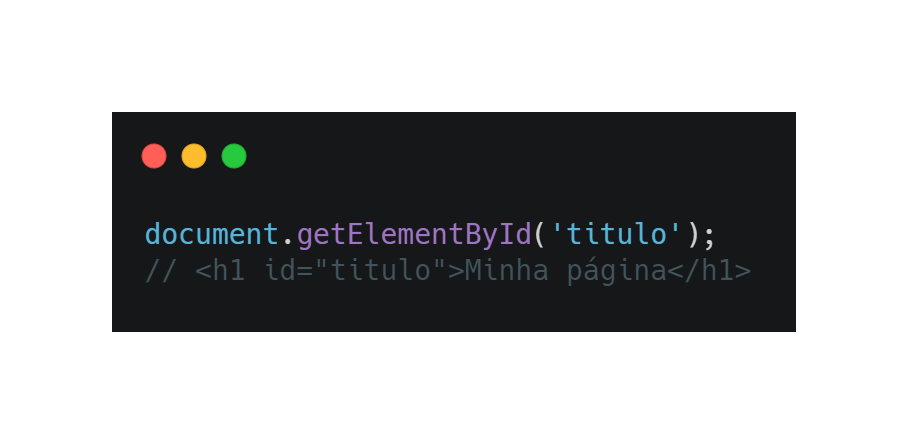 document.getElementById('titulo');
// <h1 id="titulo">Minha página</h1>